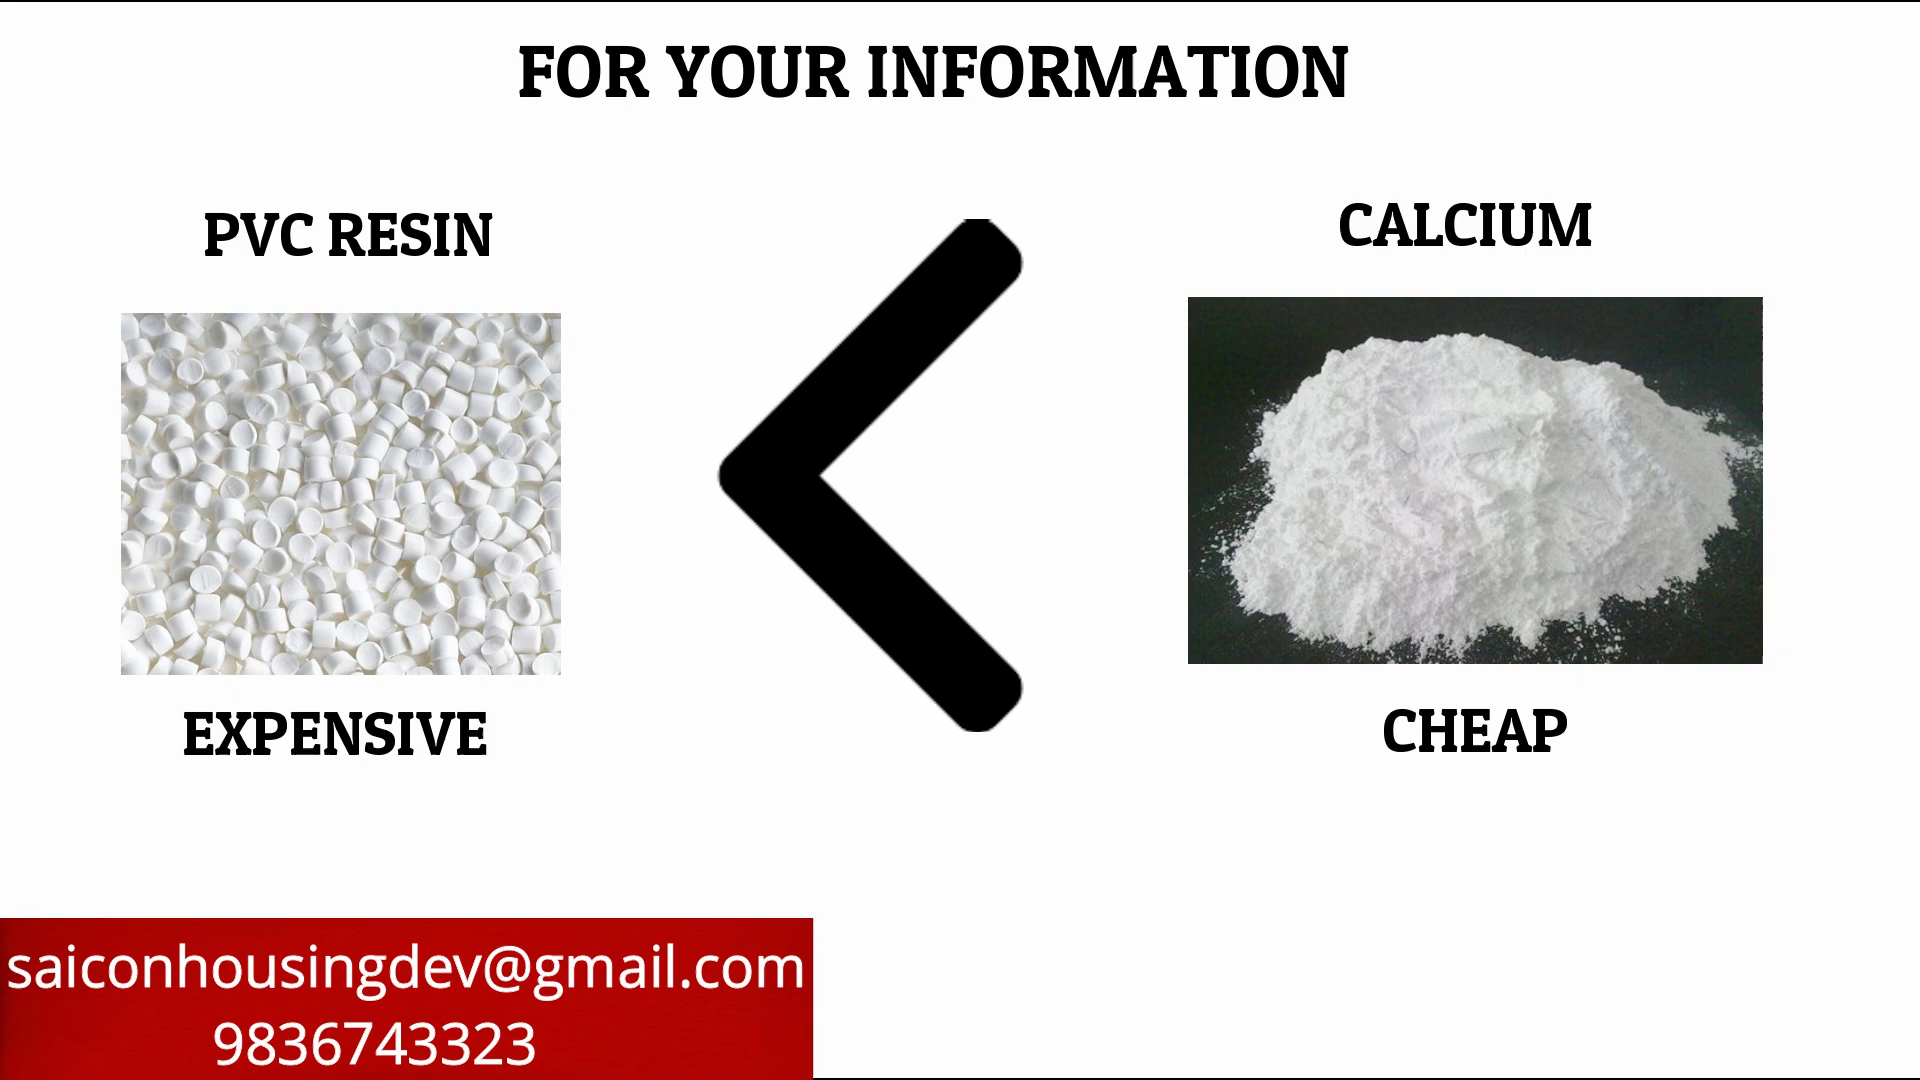 FOR YOUR INFORMATION
PVC RESIN
CALCIUM
EXPENSIVE
CHEAP
saiconhousingdev@gmail.com
9836743323